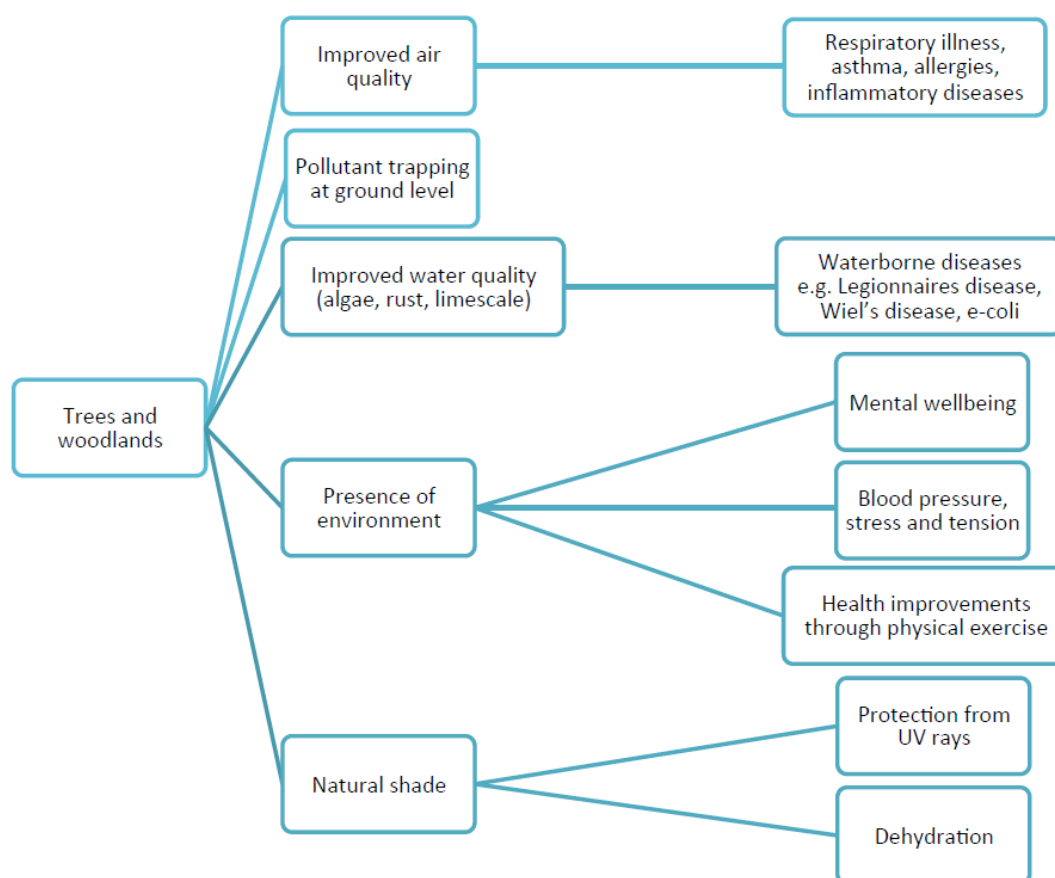 Improved air
quality
Respiratory illness,
asthma, allergies,
inflammatory diseases
Pollutant trapping
at ground level
Improved water quality
(algae, rust, limescale)
Waterborne diseases
e.g. Legionnaires disease,
Wiel's disease, e-coli
Trees and
woodlands
Presence of
environment
Mental wellbeing
Blood pressure,
stress and tension
Health improvements
through physical exercise
Natural shade
Protection from
UV rays
Dehydration